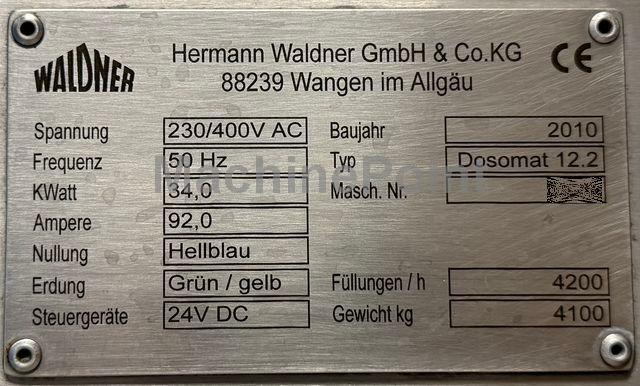 WALDNER
Hermann Waldner GmbH & Co.KG
88239 Wangen im Allgäu
CE
Spannung 230/400V AC
Frequenz 50 Hz
KWatt 34,0
Ampere 92,0
Nullung Hellblau
Erdung Grün / gelb
Steuergeräte 24V DC
Baujahr 2010
Typ Dosomat 12.2
Masch. Nr.
Füllungen / h 4200
Gewicht kg 4100
MachinePoint